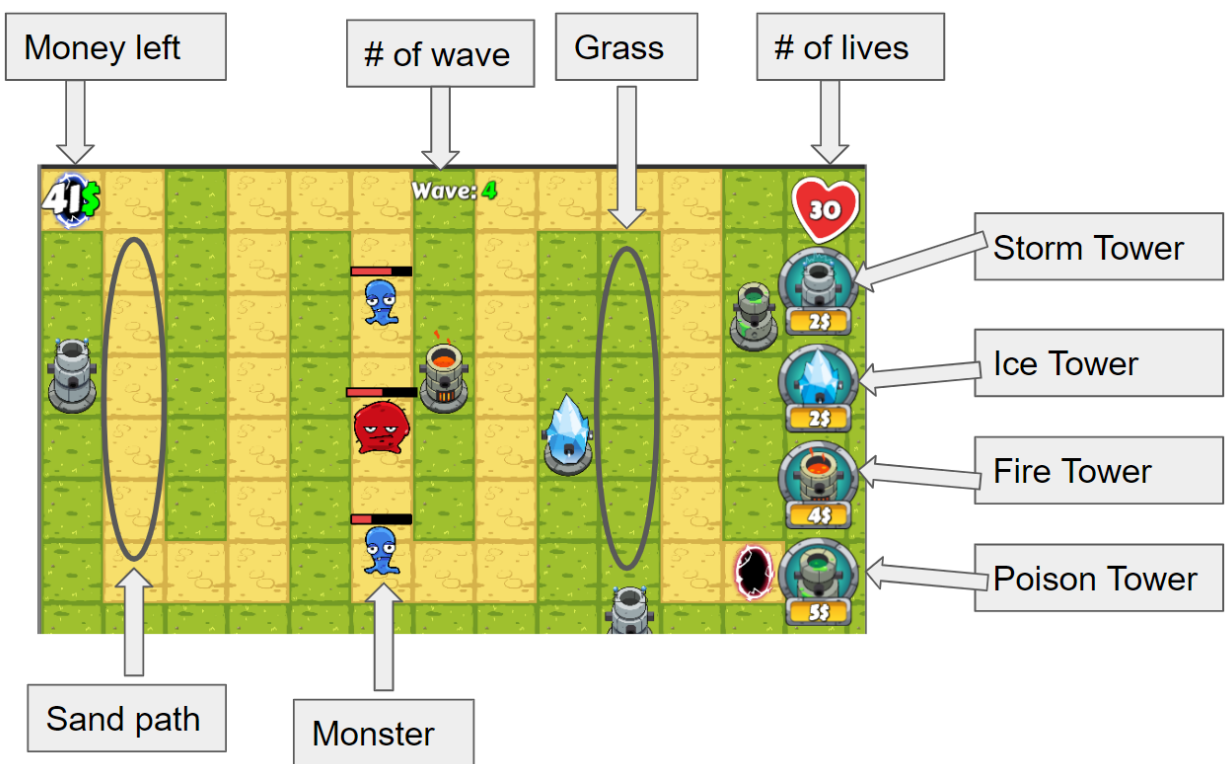 Money left
# of wave
Grass
# of lives
41$
Wave: 4
30
Storm Tower
2$
Ice Tower
2$
Fire Tower
4$
Poison Tower
5$
Sand path
Monster